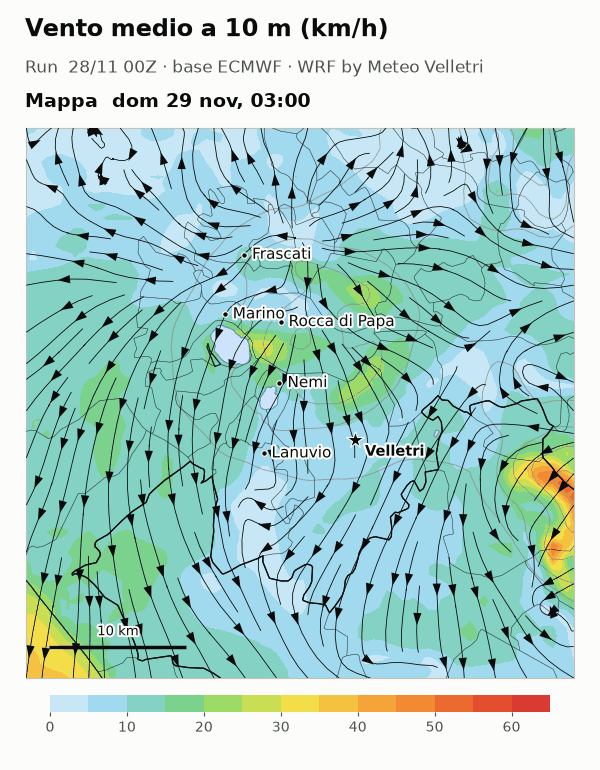 Vento medio a 10 m (km/h)
Run  28/11 00Z · base ECMWF · WRF by Meteo Velletri
Mappa  dom 29 nov, 03:00
Frascati
Marino
Rocca di Papa
Nemi
Velletri
Lanuvio
10 km
0 10 20 30 40 50 60